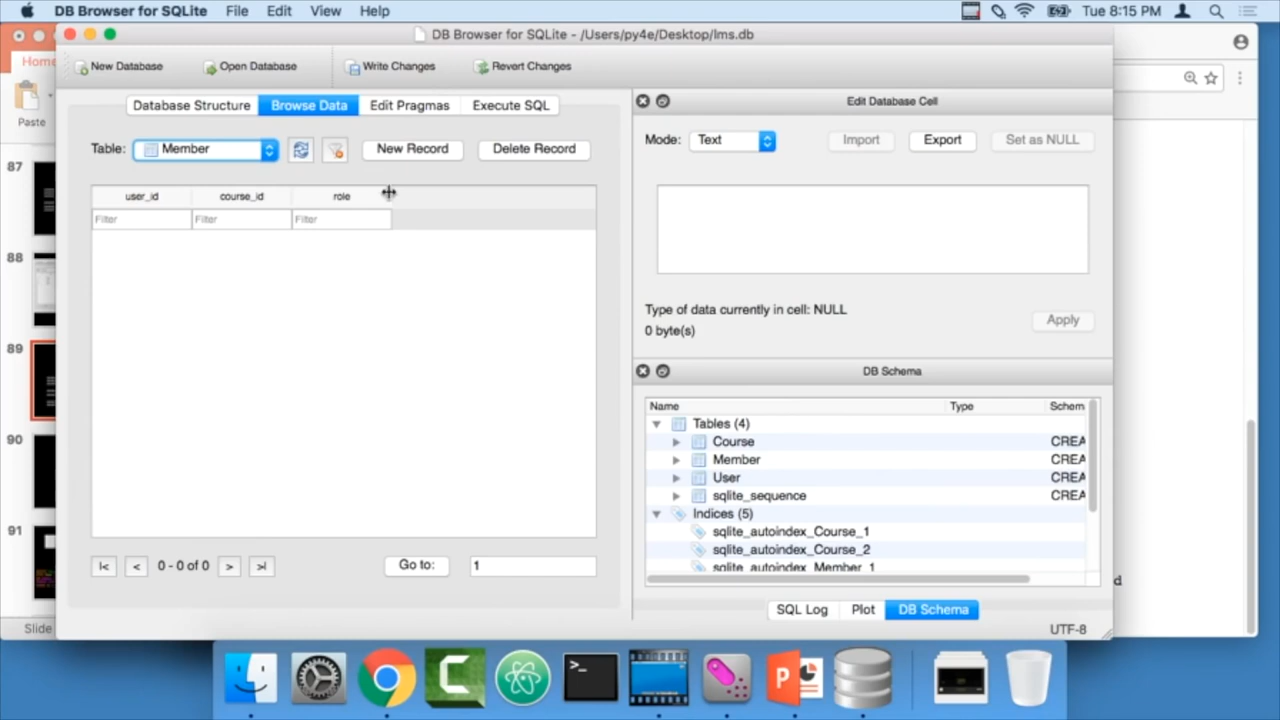 DB Browser for SQLite File Edit View Help Tue 8:15 PM
DB Browser for SQLite - /Users/py4e/Desktop/lms.db
Home
New Database Open Database Write Changes Revert Changes
Paste
Database Structure Browse Data Edit Pragmas Execute SQL
Edit Database Cell
Table: Member New Record Delete Record
Mode: Text Import Export Set as NULL
user_id course_id role
Filter Filter Filter
87
88
89
90
91
Type of data currently in cell: NULL
0 byte(s)
Apply
DB Schema
Name Type Schem
Tables (4)
Course CREA
Member CREA
User CREA
sqlite_sequence CREA
Indices (5)
sqlite_autoindex_Course_1
sqlite_autoindex_Course_2
sqlite_autoindex_Member_1
|< < 0 - 0 of 0 > >| Go to: 1
d
SQL Log Plot DB Schema
Slide
UTF-8